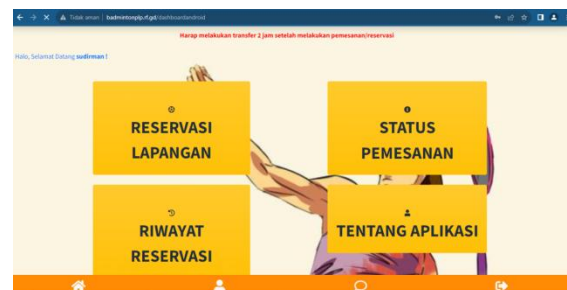 Tidak aman | badmintonplp.rf.gd/dashboardandroid
Harap melakukan transfer 2 jam setelah melakukan pemesanan/reservasi
Halo, Selamat Datang sudirman !
RESERVASI
LAPANGAN
STATUS
PEMESANAN
RIWAYAT
RESERVASI
TENTANG APLIKASI